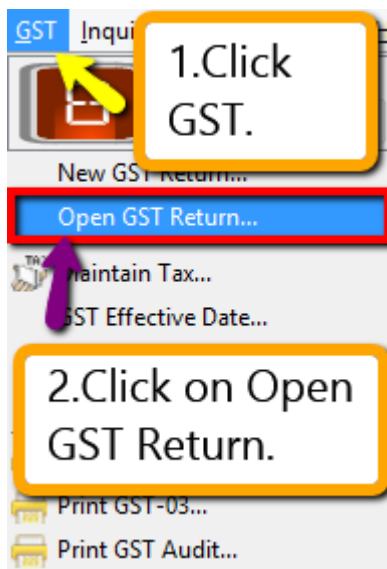 GST Inqui
1.Click
GST.
New GST Return...
Open GST Return...
Maintain Tax...
GST Effective Date...
2.Click on Open
GST Return.
Print GST-03...
Print GST Audit...